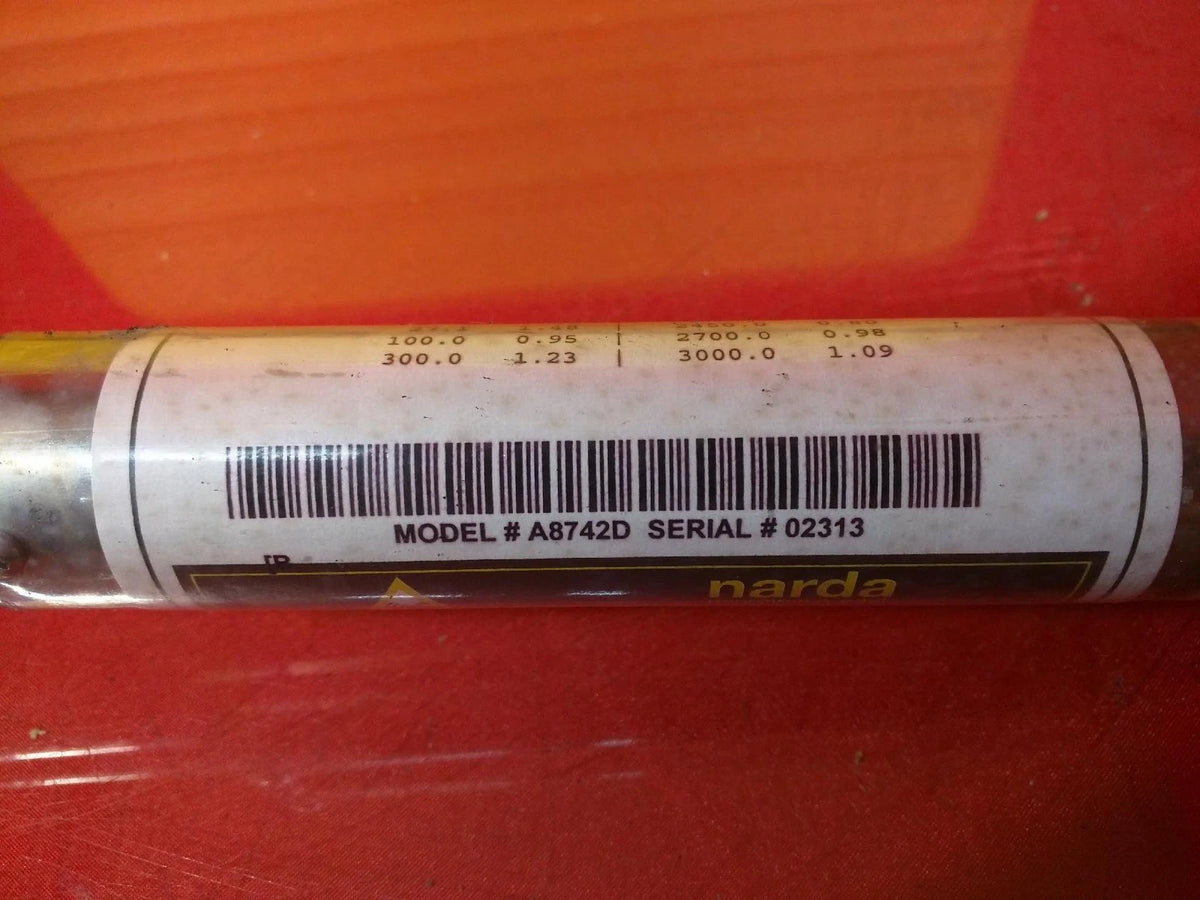 100.0 0.95 | 2700.0 0.98
300.0 1.23 | 3000.0 1.09
MODEL # A8742D SERIAL # 02313
narda